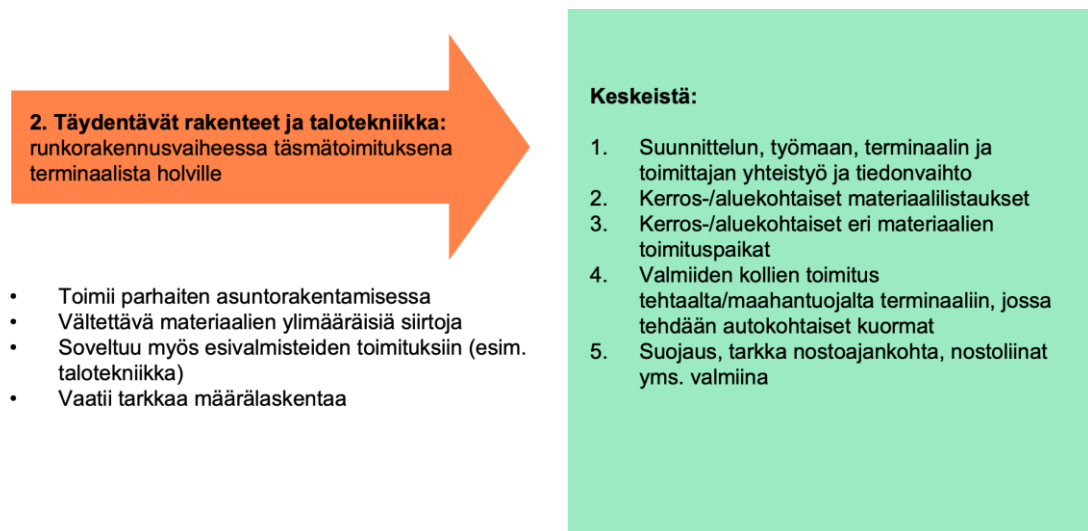 2. Täydentävät rakenteet ja talotekniikka:
runkorakennusvaiheessa täsmätoimituksena
terminaalista holville
• Toimii parhaiten asuntorakentamisessa
• Vältettävä materiaalien ylimääräisiä siirtoja
• Soveltuu myös esivalmisteiden toimituksiin (esim.
talotekniikka)
• Vaatii tarkkaa määrälaskentaa
Keskeistä:
1. Suunnittelun, työmaan, terminaalin ja
toimittajan yhteistyö ja tiedonvaihto
2. Kerros-/aluekohtaiset materiaalilistaukset
3. Kerros-/aluekohtaiset eri materiaalien
toimituspaikat
4. Valmiiden kollien toimitus
tehtaalta/maahantuojalta terminaaliin, jossa
tehdään autokohtaiset kuormat
5. Suojaus, tarkka nostoajankohta, nostoliinat
yms. valmiina